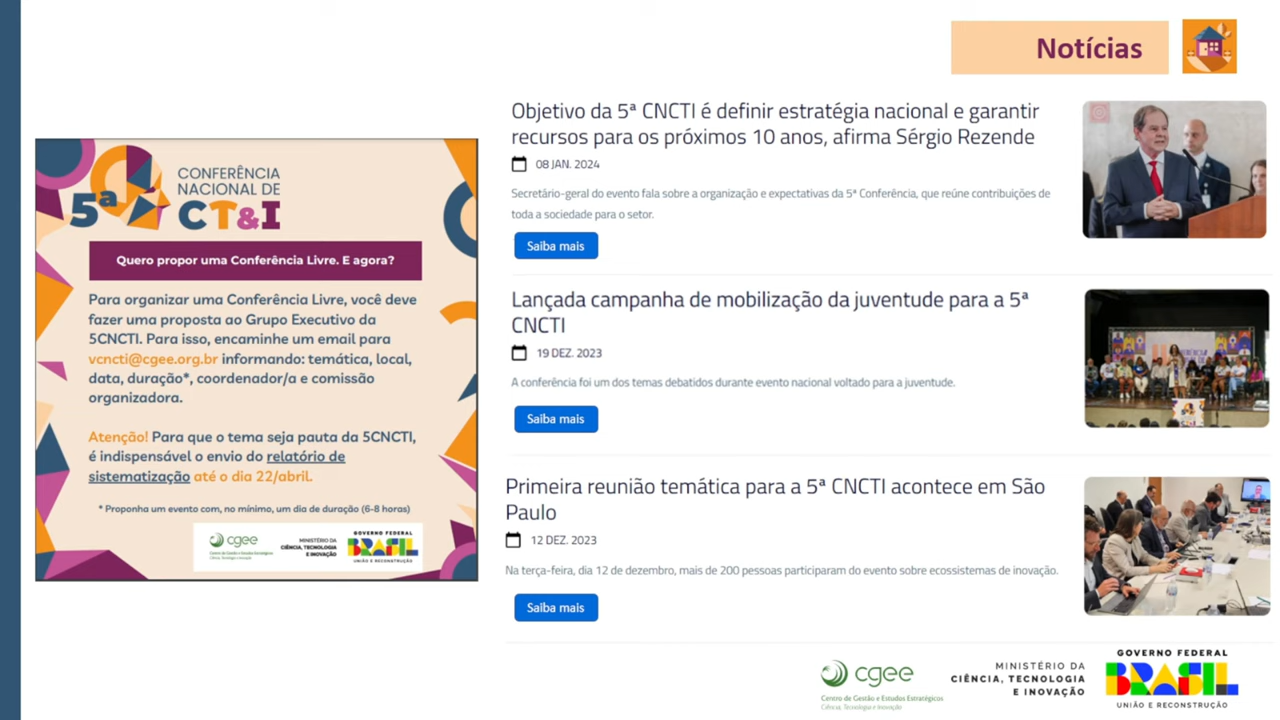 Notícias
5ª
CONFERÊNCIA
NACIONAL DE
CT&I
Quero propor uma Conferência Livre. E agora?
Para organizar uma Conferência Livre, você deve
fazer uma proposta ao Grupo Executivo da
5CNCTI. Para isso, encaminhe um email para
vcncti@cgee.org.br informando: temática, local,
data, duração*, coordenador/a e comissão
organizadora.
Atenção! Para que o tema seja pauta da 5CNCTI,
é indispensável o envio do relatório de
sistematização até o dia 22/abril.
* Proponha um evento com, no mínimo, um dia de duração (6-8 horas)
cgee
Centro de Gestão e Estudos Estratégicos
Ciência, Tecnologia e Inovação
MINISTÉRIO DA
CIÊNCIA, TECNOLOGIA
E INOVAÇÃO
GOVERNO FEDERAL
BRASIL
UNIÃO E RECONSTRUÇÃO
Objetivo da 5ª CNCTI é definir estratégia nacional e garantir
recursos para os próximos 10 anos, afirma Sérgio Rezende
08 JAN. 2024
Secretário-geral do evento fala sobre a organização e expectativas da 5ª Conferência, que reúne contribuições de
toda a sociedade para o setor.
Saiba mais
Lançada campanha de mobilização da juventude para a 5ª
CNCTI
19 DEZ. 2023
A conferência foi um dos temas debatidos durante evento nacional voltado para a juventude.
Saiba mais
Primeira reunião temática para a 5ª CNCTI acontece em São
Paulo
12 DEZ. 2023
Na terça-feira, dia 12 de dezembro, mais de 200 pessoas participaram do evento sobre ecossistemas de inovação.
Saiba mais
cgee
Centro de Gestão e Estudos Estratégicos
Ciência, Tecnologia e Inovação
MINISTÉRIO DA
CIÊNCIA, TECNOLOGIA
E INOVAÇÃO
GOVERNO FEDERAL
BRASIL
UNIÃO E RECONSTRUÇÃO